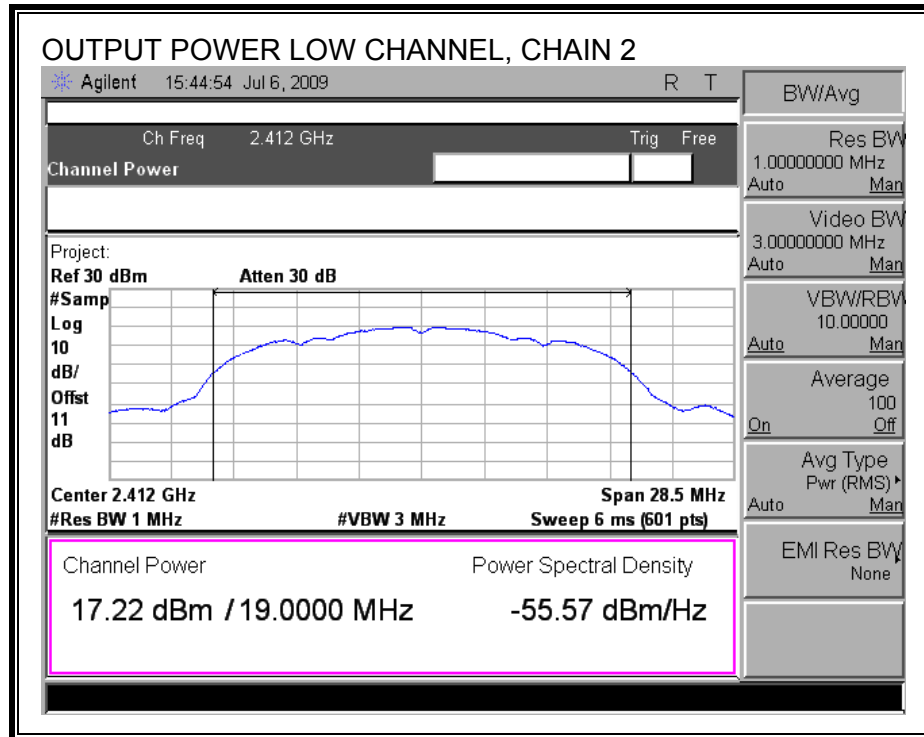 OUTPUT POWER LOW CHANNEL, CHAIN 2
Agilent 15:44:54 Jul 6, 2009 R T
Ch Freq 2.412 GHz Trig Free
Channel Power
Project:
Ref 30 dBm Atten 30 dB
#Samp
Log
10
dB/
Offst
11
dB
Center 2.412 GHz Span 28.5 MHz
#Res BW 1 MHz #VBW 3 MHz Sweep 6 ms (601 pts)
Channel Power Power Spectral Density
17.22 dBm / 19.0000 MHz -55.57 dBm/Hz
BW/Avg
Res BW
1.00000000 MHz
Auto Man
Video BW
3.00000000 MHz
Auto Man
VBW/RBW
10.00000
Auto Man
Average
100
On Off
Avg Type
Pwr (RMS)
Auto Man
EMI Res BW
None